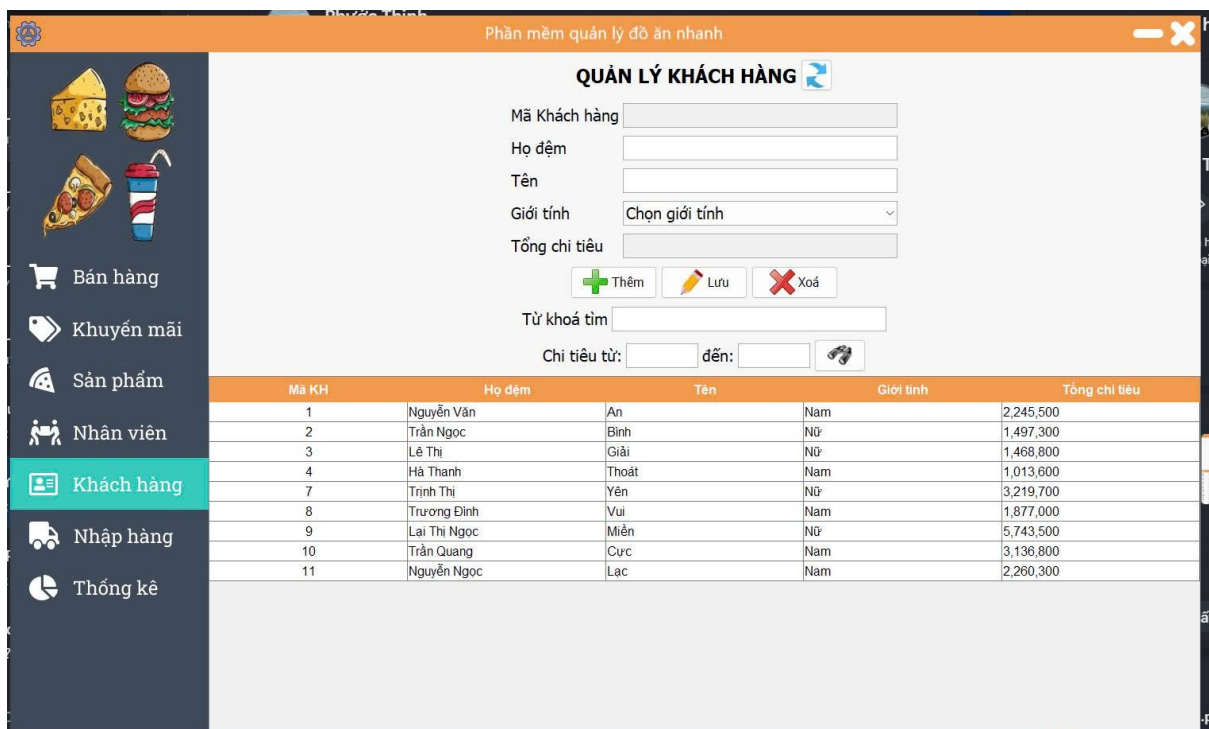 Phước Thịnh
Phần mềm quản lý đồ ăn nhanh
QUẢN LÝ KHÁCH HÀNG
Mã Khách hàng
Họ đệm
Tên
Giới tính Chọn giới tính
Tổng chi tiêu
Thêm Lưu Xoá
Từ khoá tìm
Chi tiêu từ: đến:
Bán hàng
Khuyến mãi
Sản phẩm
Nhân viên
Khách hàng
Nhập hàng
Thống kê
Mã KH Họ đệm Tên Giới tính Tổng chi tiêu
1 Nguyễn Văn An Nam 2,245,500
2 Trần Ngọc Bình Nữ 1,497,300
3 Lê Thị Giải Nữ 1,468,800
4 Hà Thanh Thoát Nam 1,013,600
7 Trịnh Thị Yên Nữ 3,219,700
8 Trương Đình Vui Nam 1,877,000
9 Lại Thị Ngọc Miền Nữ 5,743,500
10 Trần Quang Cực Nam 3,136,800
11 Nguyễn Ngọc Lạc Nam 2,260,300